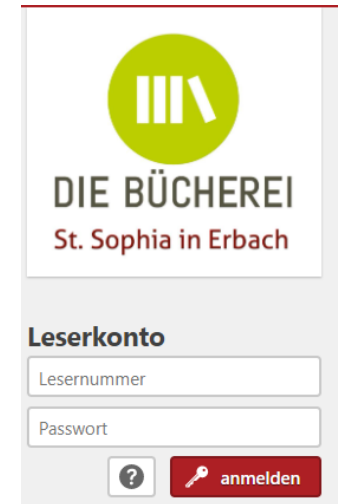 DIE BÜCHEREI
St. Sophia in Erbach
Leserkonto
Lesernummer
Passwort
? anmelden